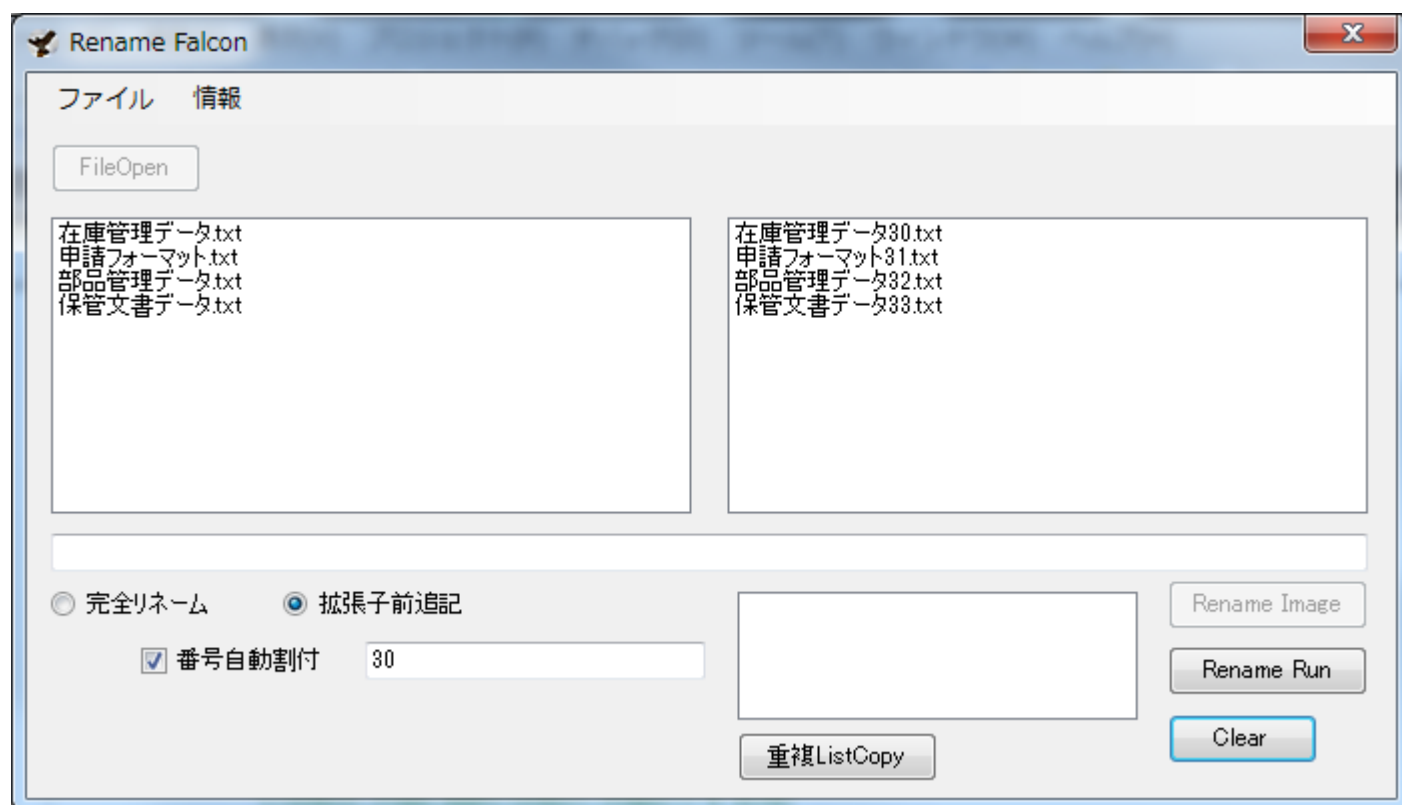 Rename Falcon
ファイル 情報
FileOpen
在庫管理データ.txt
申請フォーマット.txt
部品管理データ.txt
保管文書データ.txt
在庫管理データ30.txt
申請フォーマット31.txt
部品管理データ32.txt
保管文書データ33.txt
完全リネーム 拡張子前追記
番号自動割付 30
重複ListCopy
Rename Image
Rename Run
Clear